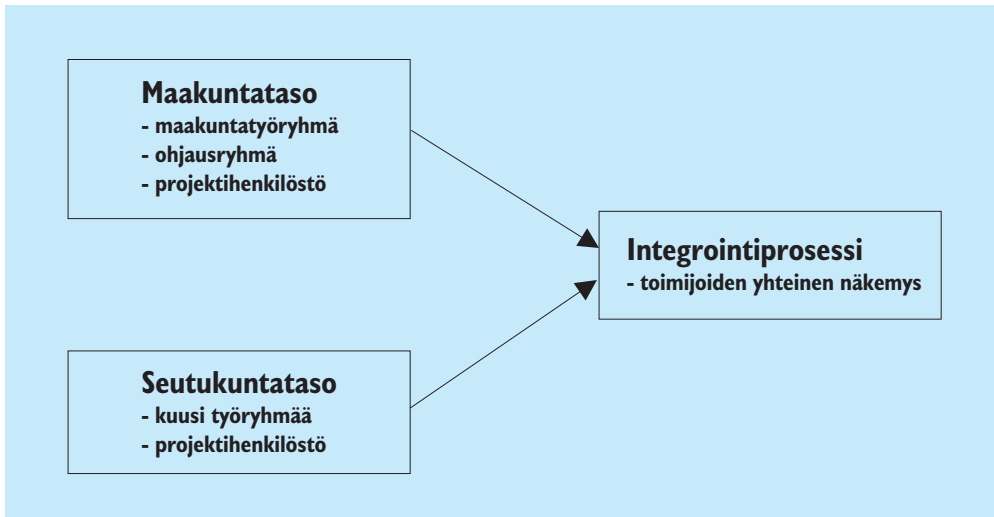 Maakuntataso
- maakuntatyöryhmä
- ohjausryhmä
- projektihenkilöstö
Integrointiprosessi
- toimijoiden yhteinen näkemys
Seutukuntataso
- kuusi työryhmää
- projektihenkilöstö